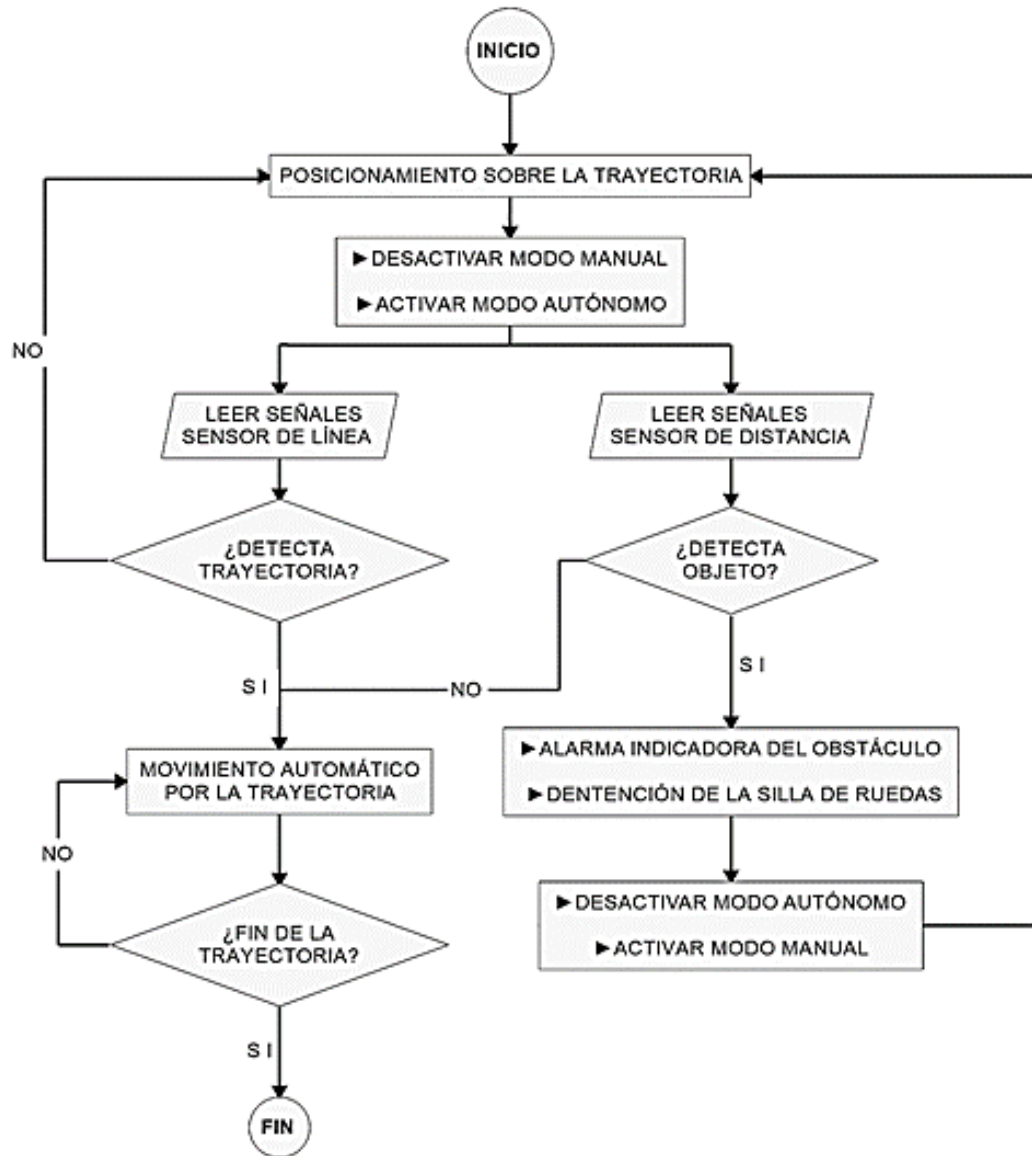 INICIO
POSICIONAMIENTO SOBRE LA TRAYECTORIA
►DESACTIVAR MODO MANUAL
►ACTIVAR MODO AUTÓNOMO
NO
LEER SEÑALES
SENSOR DE LÍNEA
LEER SEÑALES
SENSOR DE DISTANCIA
¿DETECTA
TRAYECTORIA?
¿DETECTA
OBJETO?
S I
NO
S I
MOVIMIENTO AUTOMÁTICO
POR LA TRAYECTORIA
►ALARMA INDICADORA DEL OBSTÁCULO
►DENTENCIÓN DE LA SILLA DE RUEDAS
NO
¿FIN DE LA
TRAYECTORIA?
►DESACTIVAR MODO AUTÓNOMO
►ACTIVAR MODO MANUAL
S I
FIN